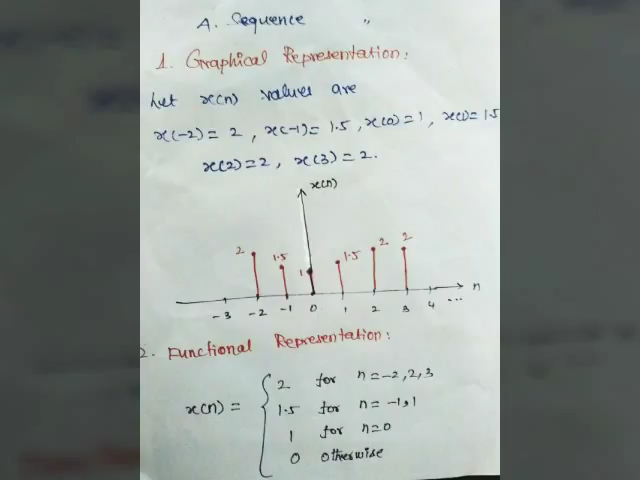 A. Sequence "
1. Graphical Representation:
Let x(n) values are
x(-2) = 2 , x(-1) = 1.5 , x(0) = 1 , x(1) = 1.5
x(2) = 2 , x(3) = 2.
x(n)
2 1.5 1 1.5 2 2
-3 -2 -1 0 1 2 3 4 ... n
2. Functional Representation:
2 for n = -2, 2, 3
x(n) = { 1.5 for n = -1, 1
1 for n = 0
0 otherwise